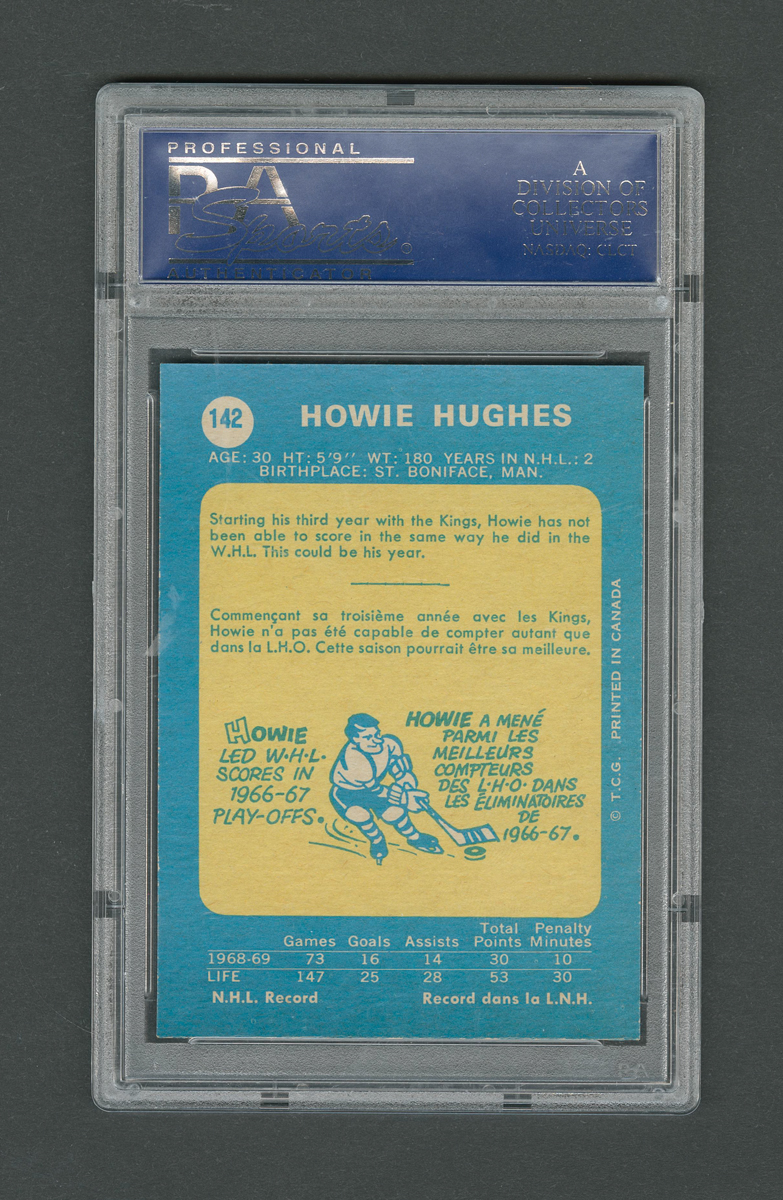 PROFESSIONAL
PSA
Sports
AUTHENTICATOR
A
DIVISION OF
COLLECTORS
UNIVERSE
NASDAQ: CLCT
142
HOWIE HUGHES
AGE: 30 HT: 5'9'' WT: 180 YEARS IN N.H.L.: 2
BIRTHPLACE: ST. BONIFACE, MAN.
Starting his third year with the Kings, Howie has not
been able to score in the same way he did in the
W.H.L. This could be his year.
Commençant sa troisième année avec les Kings,
Howie n'a pas été capable de compter autant que
dans la L.H.O. Cette saison pourrait être sa meilleure.
HOWIE
LED W.H.L.
SCORES IN
1966-67
PLAY-OFFS.
HOWIE A MENÉ
PARMI LES
MEILLEURS
COMPTEURS
DES L.H.O. DANS
LES ÉLIMINATOIRES
DE
1966-67.
© T.C.G. PRINTED IN CANADA
Games Goals Assists Total Points Penalty Minutes
1968-69 73 16 14 30 10
LIFE 147 25 28 53 30
N.H.L. Record Record dans la L.N.H.
PSA